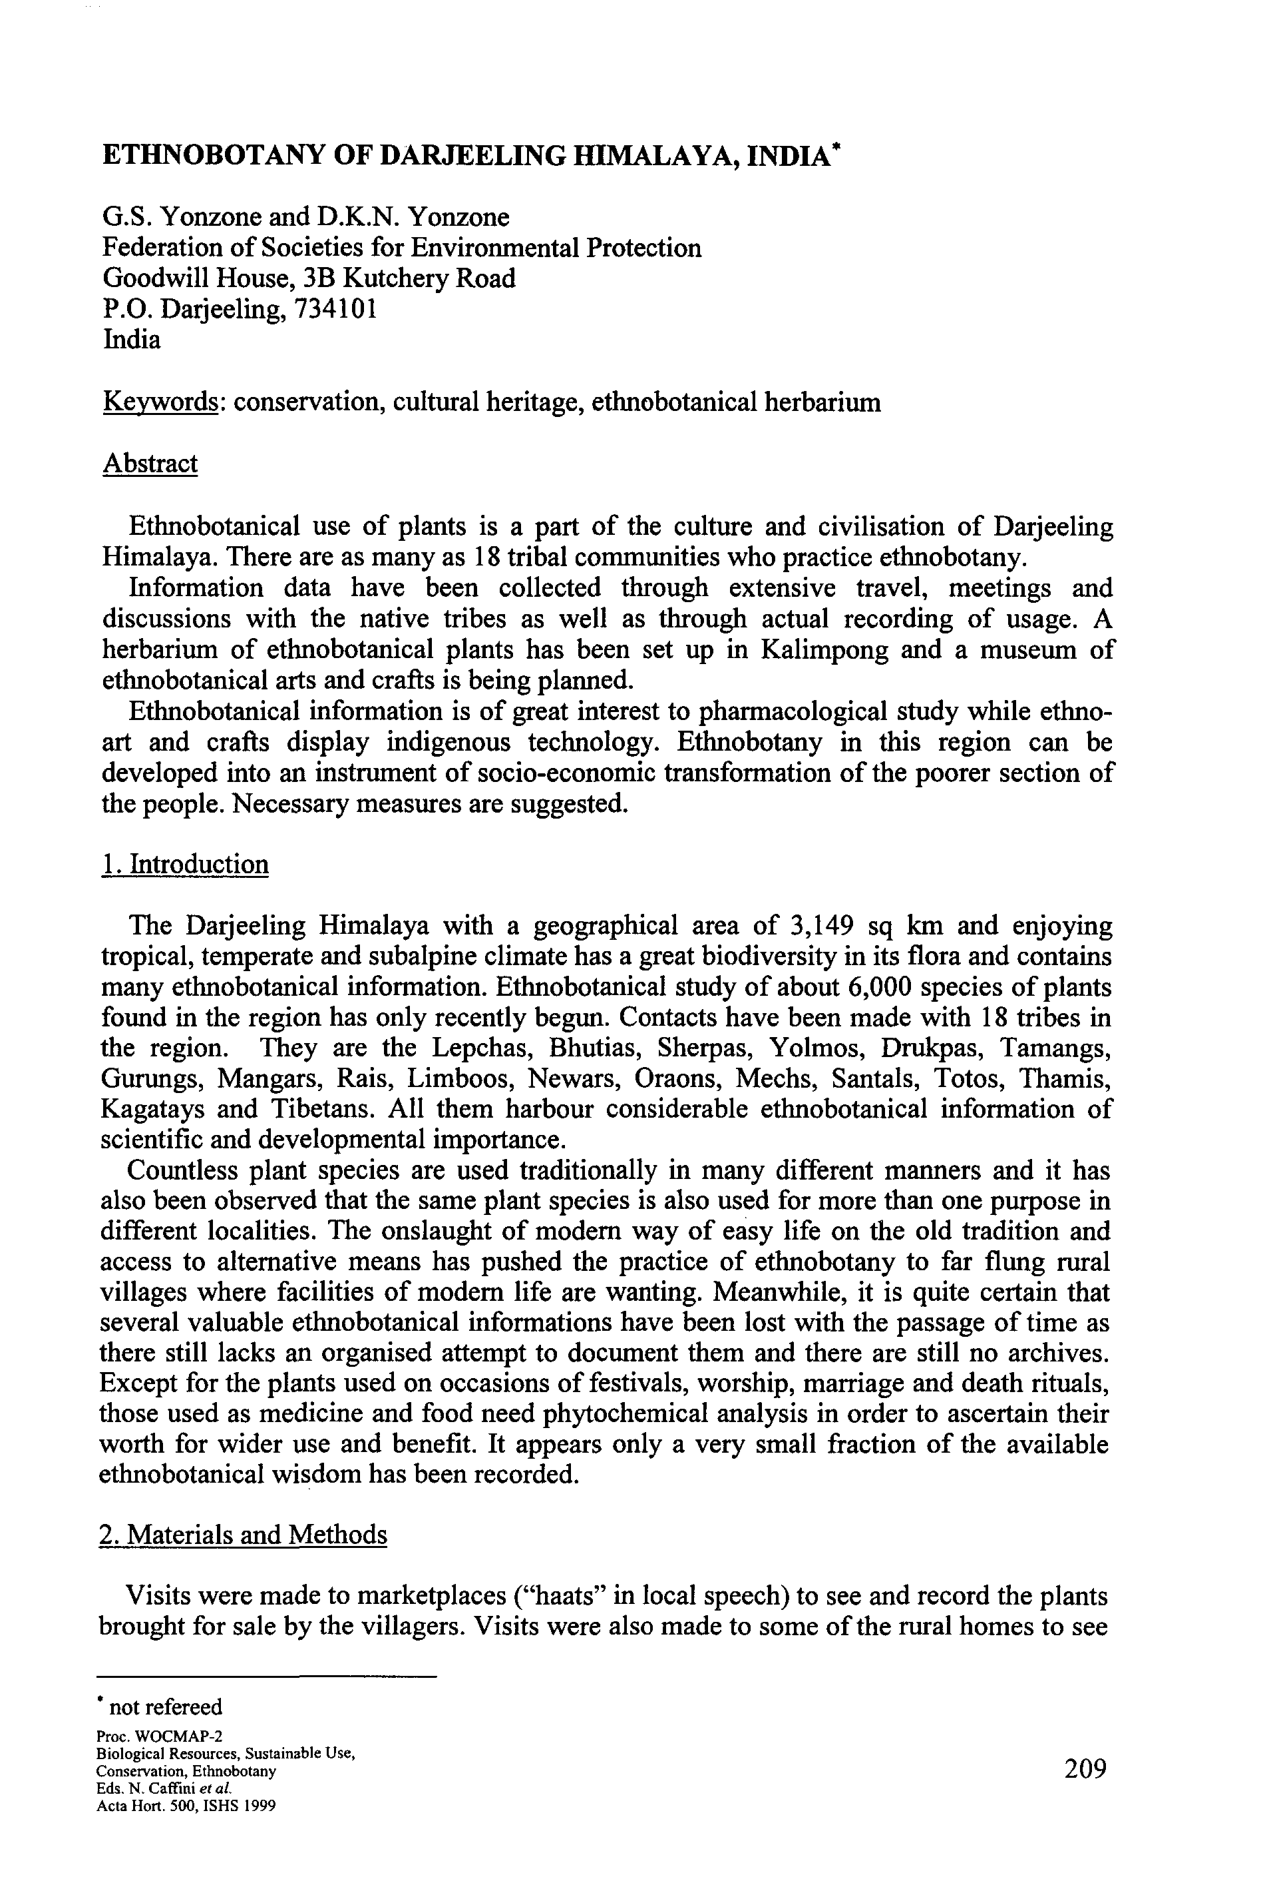 ETHNOBOTANY OF DARJEELING HIMALAYA, INDIA*
G.S. Yonzone and D.K.N. Yonzone
Federation of Societies for Environmental Protection
Goodwill House, 3B Kutchery Road
P.O. Darjeeling, 734101
India
Keywords: conservation, cultural heritage, ethnobotanical herbarium
Abstract
Ethnobotanical use of plants is a part of the culture and civilisation of Darjeeling
Himalaya. There are as many as 18 tribal communities who practice ethnobotany.
Information data have been collected through extensive travel, meetings and
discussions with the native tribes as well as through actual recording of usage. A
herbarium of ethnobotanical plants has been set up in Kalimpong and a museum of
ethnobotanical arts and crafts is being planned.
Ethnobotanical information is of great interest to pharmacological study while ethno-
art and crafts display indigenous technology. Ethnobotany in this region can be
developed into an instrument of socio-economic transformation of the poorer section of
the people. Necessary measures are suggested.
1. Introduction
The Darjeeling Himalaya with a geographical area of 3,149 sq km and enjoying
tropical, temperate and subalpine climate has a great biodiversity in its flora and contains
many ethnobotanical information. Ethnobotanical study of about 6,000 species of plants
found in the region has only recently begun. Contacts have been made with 18 tribes in
the region. They are the Lepchas, Bhutias, Sherpas, Yolmos, Drukpas, Tamangs,
Gurungs, Mangars, Rais, Limboos, Newars, Oraons, Mechs, Santals, Totos, Thamis,
Kagatays and Tibetans. All them harbour considerable ethnobotanical information of
scientific and developmental importance.
Countless plant species are used traditionally in many different manners and it has
also been observed that the same plant species is also used for more than one purpose in
different localities. The onslaught of modern way of easy life on the old tradition and
access to alternative means has pushed the practice of ethnobotany to far flung rural
villages where facilities of modern life are wanting. Meanwhile, it is quite certain that
several valuable ethnobotanical informations have been lost with the passage of time as
there still lacks an organised attempt to document them and there are still no archives.
Except for the plants used on occasions of festivals, worship, marriage and death rituals,
those used as medicine and food need phytochemical analysis in order to ascertain their
worth for wider use and benefit. It appears only a very small fraction of the available
ethnobotanical wisdom has been recorded.
2. Materials and Methods
Visits were made to marketplaces (“haats” in local speech) to see and record the plants
brought for sale by the villagers. Visits were also made to some of the rural homes to see
* not refereed
Proc. WOCMAP-2
Biological Resources, Sustainable Use,
Conservation, Ethnobotany
Eds. N. Caffini et al.
Acta Hort. 500, ISHS 1999
209